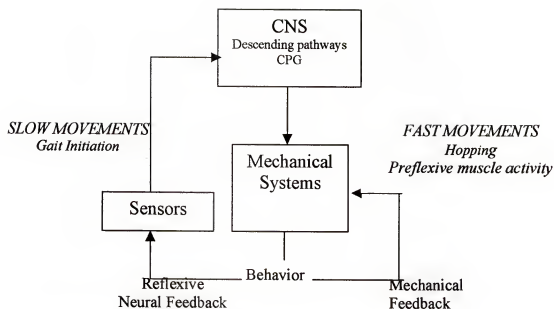 CNS
Descending pathways
CPG
SLOW MOVEMENTS
Gait Initiation
FAST MOVEMENTS
Hopping
Preflexive muscle activity
Mechanical
Systems
Sensors
Behavior
Reflexive
Neural Feedback
Mechanical
Feedback